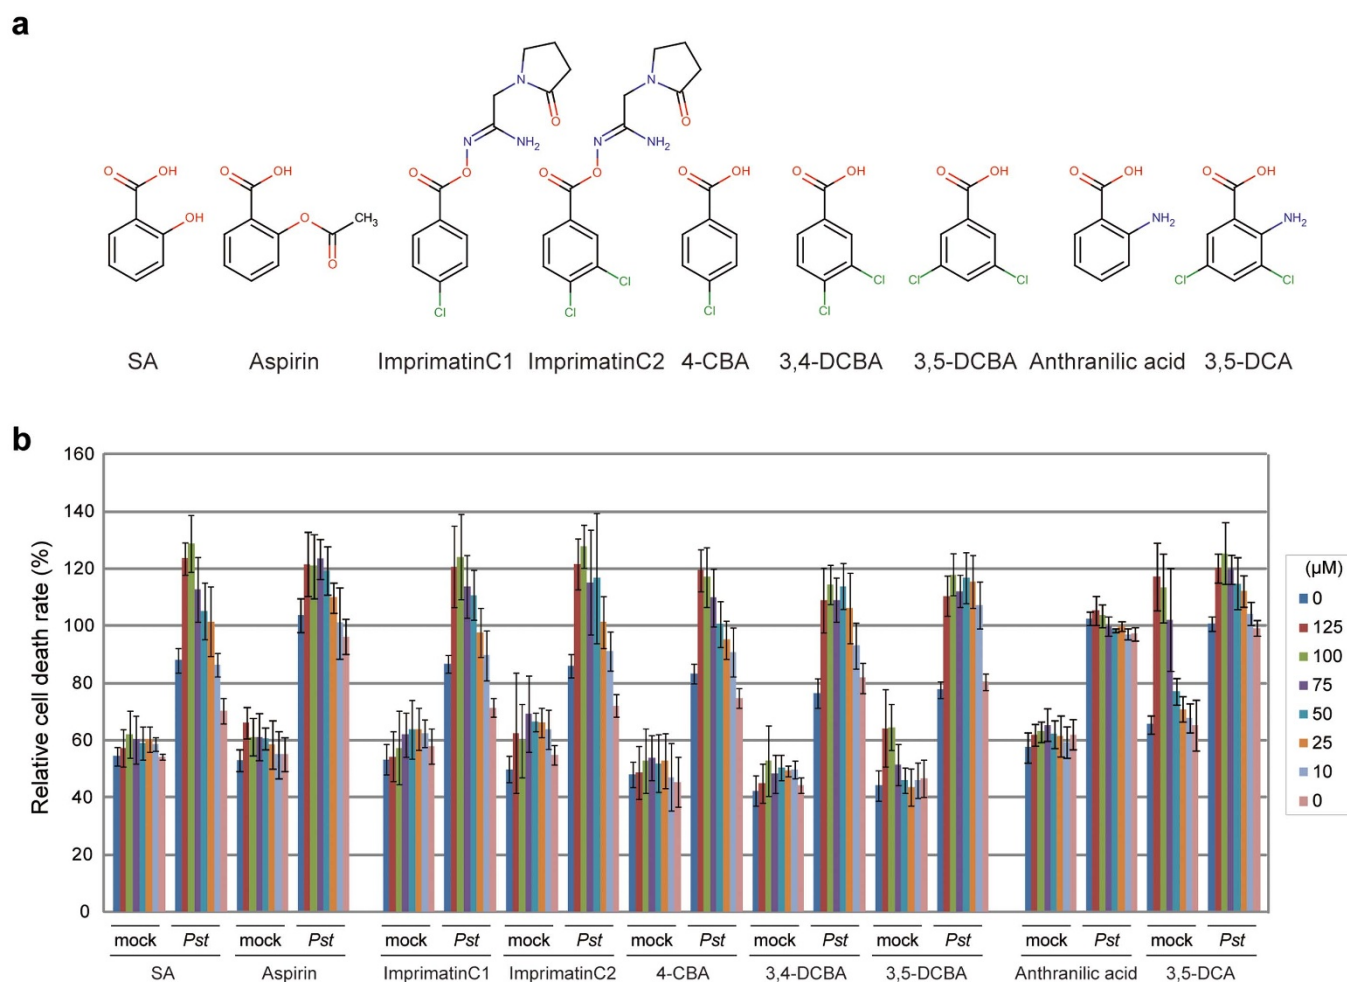 a
N
O
N
NH₂
O
O
N
O
N
NH₂
O
O
O
OH
OH
O
OH
O
O
CH₃
Cl
Cl
Cl
O
OH
Cl
O
OH
Cl
Cl
O
OH
Cl
Cl
O
OH
NH₂
O
OH
NH₂
Cl
Cl
SA Aspirin ImprimatinC1 ImprimatinC2 4-CBA 3,4-DCBA 3,5-DCBA Anthranilic acid 3,5-DCA
b
Relative cell death rate (%)
160
140
120
100
80
60
40
20
0
(μM)
0
125
100
75
50
25
10
0
mock Pst mock Pst mock Pst mock Pst mock Pst mock Pst mock Pst mock Pst mock Pst
SA Aspirin ImprimatinC1 ImprimatinC2 4-CBA 3,4-DCBA 3,5-DCBA Anthranilic acid 3,5-DCA